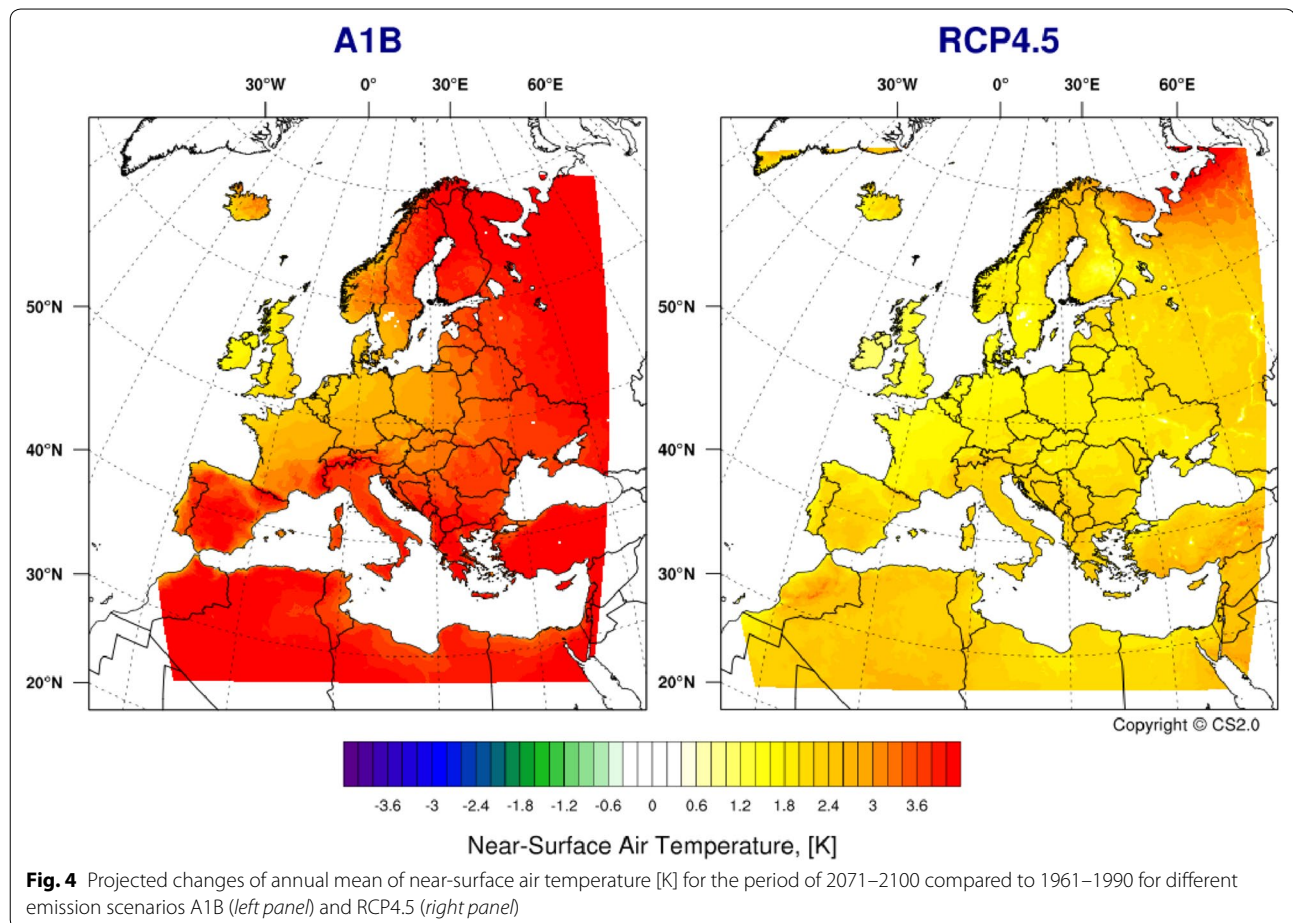 A1B
RCP4.5
30°W 0° 30°E 60°E
30°W 0° 30°E 60°E
50°N
50°N
40°N
40°N
30°N
30°N
20°N
20°N
Copyright © CS2.0
-3.6 -3 -2.4 -1.8 -1.2 -0.6 0 0.6 1.2 1.8 2.4 3 3.6
Near-Surface Air Temperature, [K]
Fig. 4 Projected changes of annual mean of near-surface air temperature [K] for the period of 2071–2100 compared to 1961–1990 for different
emission scenarios A1B (left panel) and RCP4.5 (right panel)